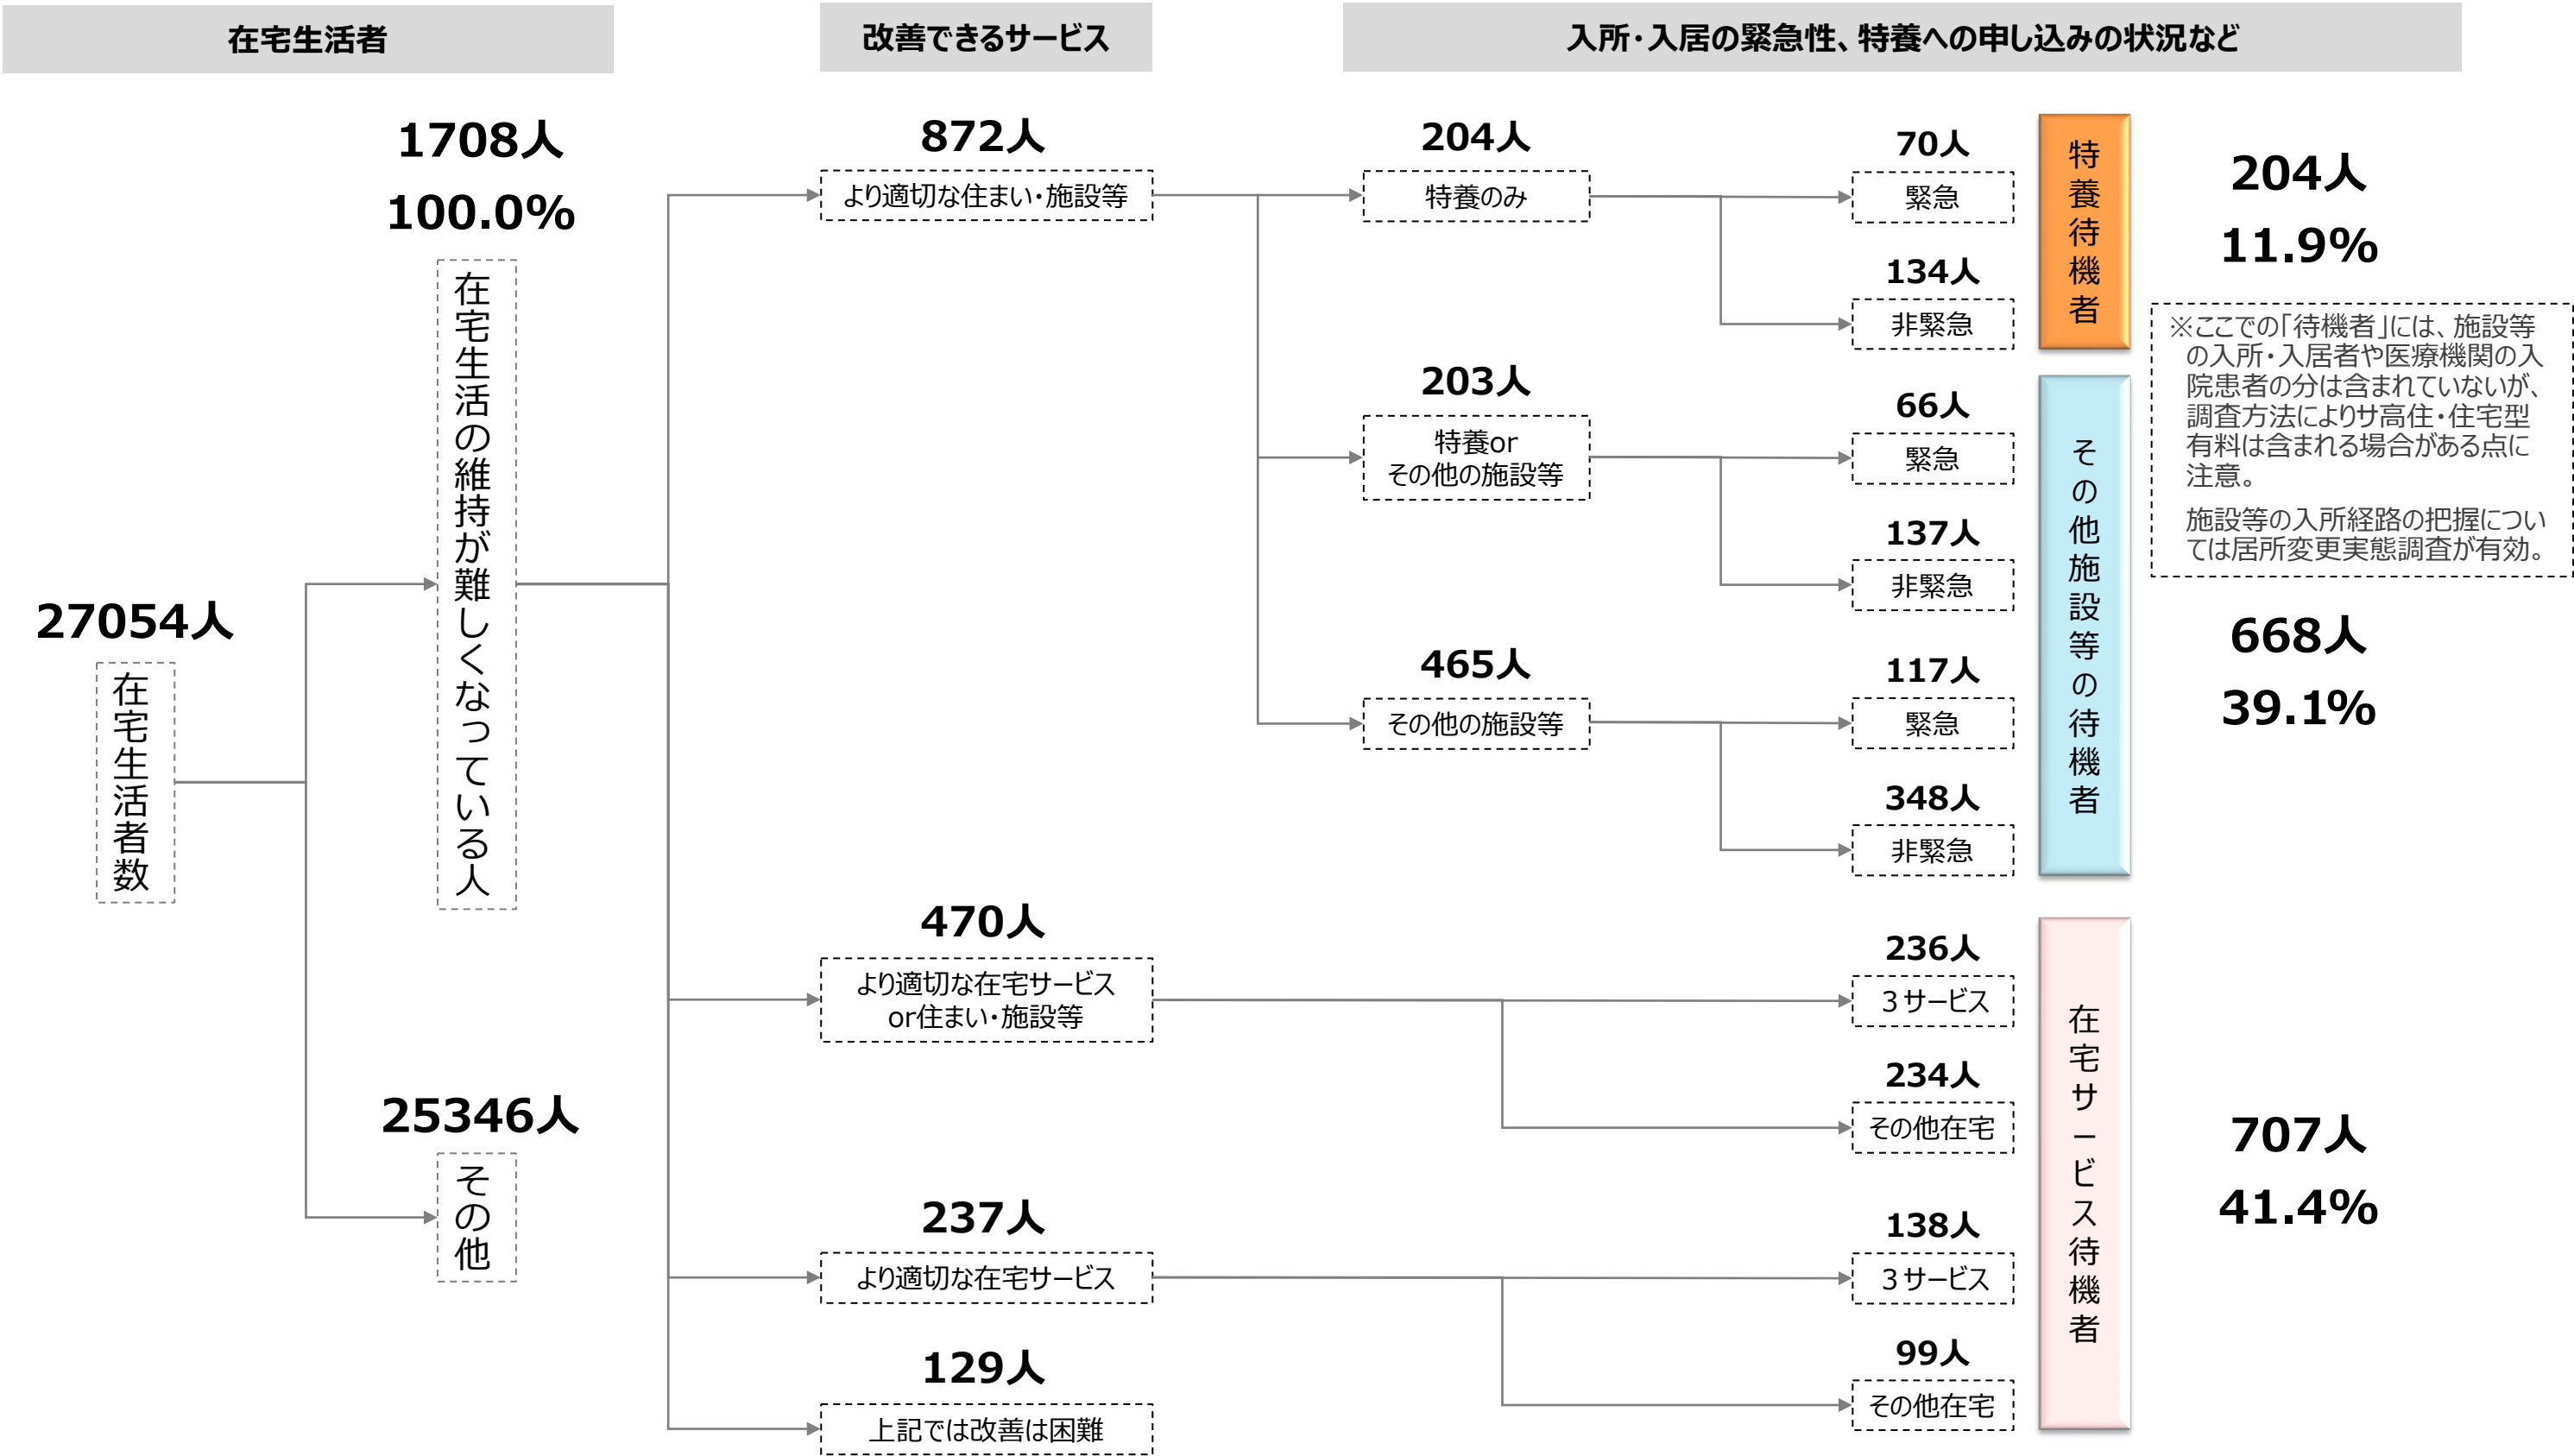 在宅生活者
改善できるサービス
入所・入居の緊急性、特養への申し込みの状況など
27054人
在宅生活者数
1708人
100.0%
在宅生活の維持が難しくなっている人
25346人
その他
872人
より適切な住まい・施設等
470人
より適切な在宅サービス
or住まい・施設等
237人
より適切な在宅サービス
129人
上記では改善は困難
204人
特養のみ
203人
特養or
その他の施設等
465人
その他の施設等
70人
緊急
134人
非緊急
66人
緊急
137人
非緊急
117人
緊急
348人
非緊急
236人
3サービス
234人
その他在宅
138人
3サービス
99人
その他在宅
特養待機者
204人
11.9%
※ここでの「待機者」には、施設等
の入所・入居者や医療機関の入
院患者の分は含まれていないが、
調査方法によりサ高住・住宅型
有料は含まれる場合がある点に
注意。
施設等の入所経路の把握につい
ては居所変更実態調査が有効。
その他施設等の待機者
668人
39.1%
在宅サービス待機者
707人
41.4%